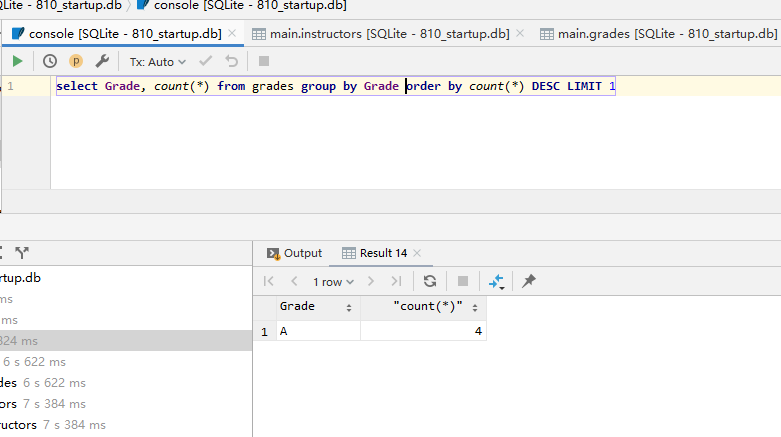 SQLite - 810_startup.db console [SQLite - 810_startup.db]
console [SQLite - 810_startup.db] main.instructors [SQLite - 810_startup.db] main.grades [SQLite - 810_startup.db]
Tx: Auto
1 select Grade, count(*) from grades group by Grade order by count(*) DESC LIMIT 1
Output Result 14
1 row
rtup.db
ms
ms
324 ms
6 s 622 ms
des 6 s 622 ms
ors 7 s 384 ms
ructors 7 s 384 ms
Grade "count(*)"
1 A 4